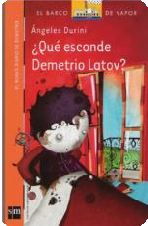 EL BARCO DE VAPOR
Ángeles Durini
¿Qué esconde
Demetrio Latov?
sm